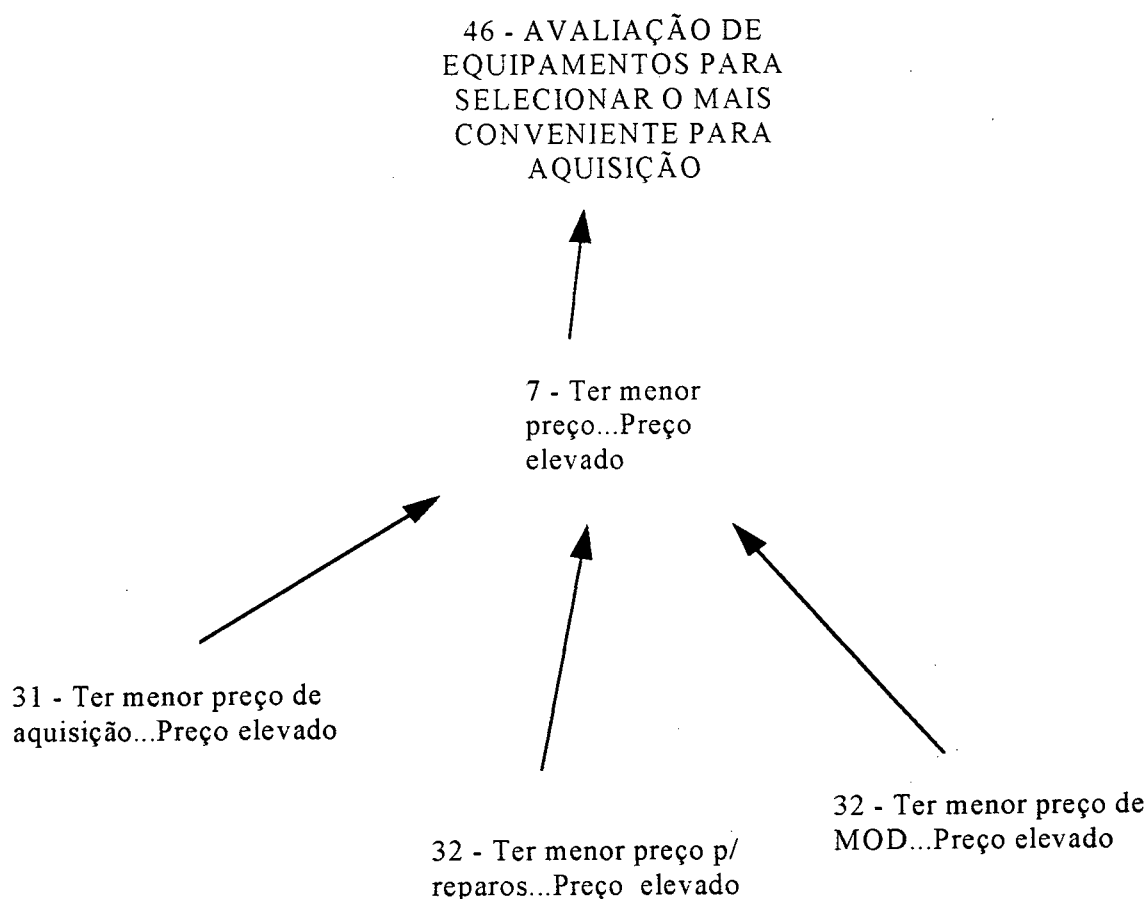 46 - AVALIAÇÃO DE
EQUIPAMENTOS PARA
SELECIONAR O MAIS
CONVENIENTE PARA
AQUISIÇÃO
7 - Ter menor
preço...Preço
elevado
31 - Ter menor preço de
aquisição...Preço elevado
32 - Ter menor preço p/
reparos...Preço elevado
32 - Ter menor preço de
MOD...Preço elevado